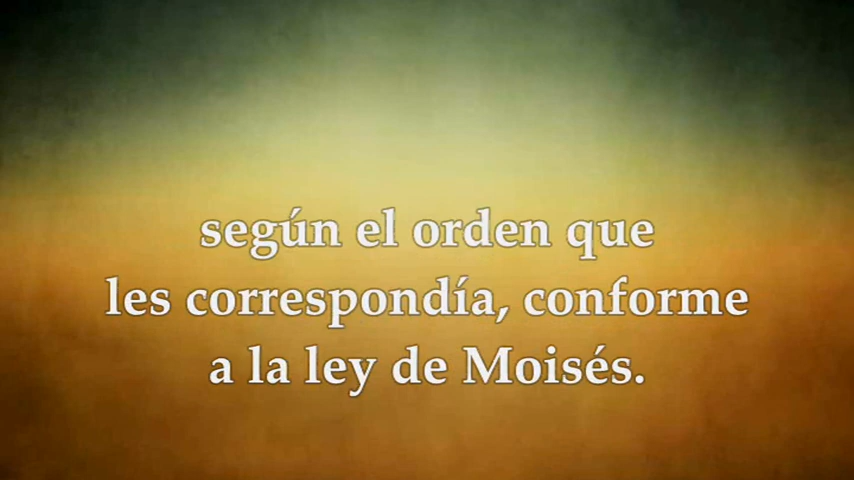 según el orden que
les correspondía, conforme
a la ley de Moisés.